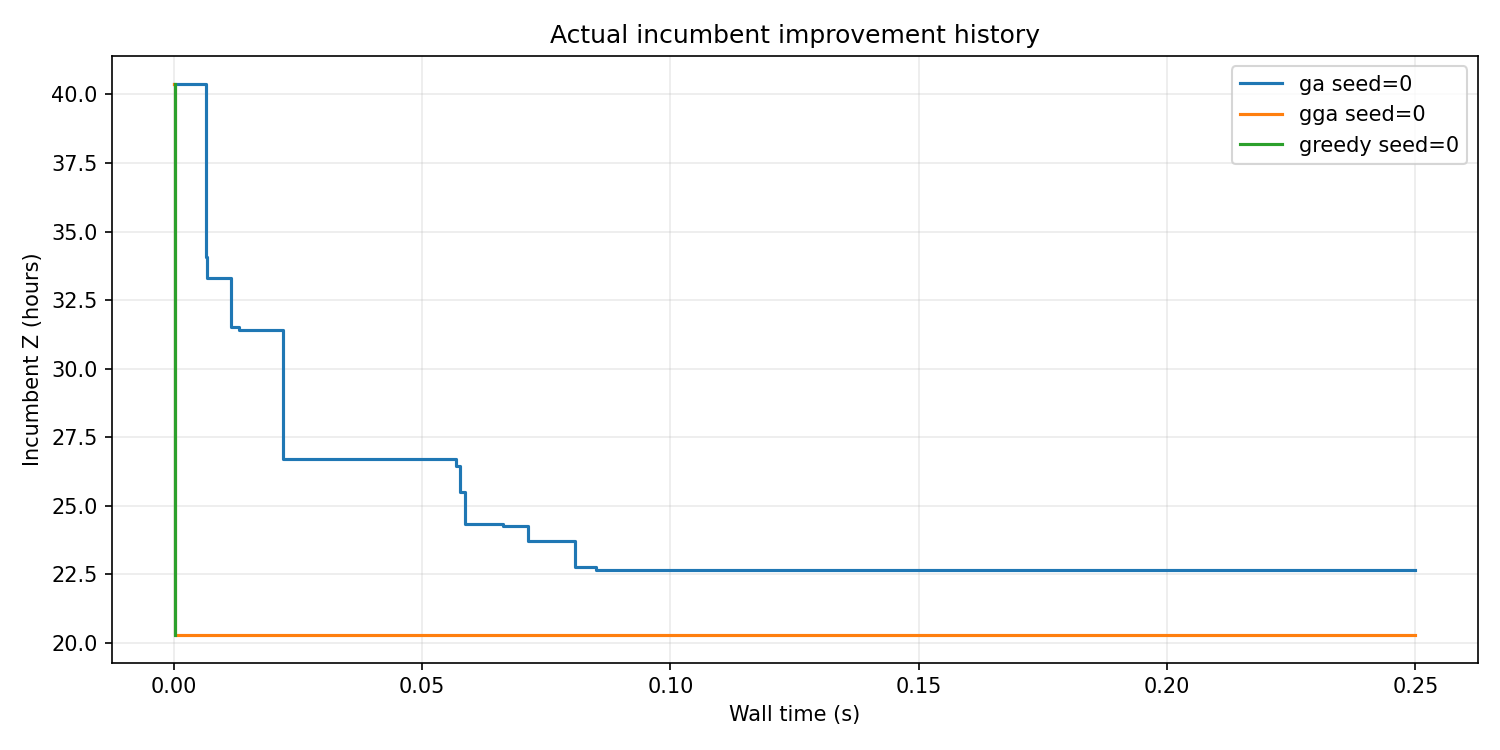 Actual incumbent improvement history
ga seed=0
gga seed=0
greedy seed=0
Incumbent Z (hours)
40.0
37.5
35.0
32.5
30.0
27.5
25.0
22.5
20.0
0.00 0.05 0.10 0.15 0.20 0.25
Wall time (s)